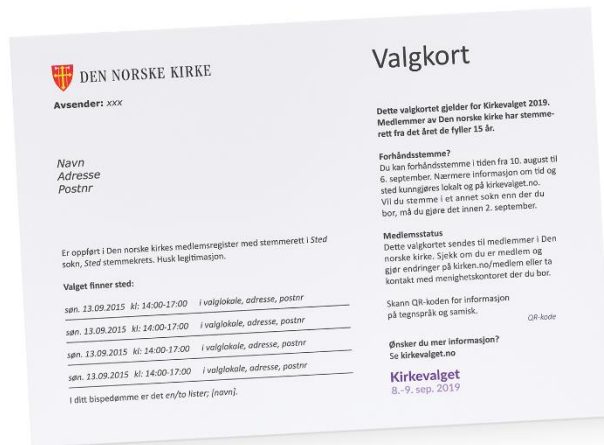 DEN NORSKE KIRKE
Avsender: xxx
Navn
Adresse
Postnr
Er oppført i Den norske kirkes medlemsregister med stemmerett i Sted
sokn, Sted stemmekrets. Husk legitimasjon.
Valget finner sted:
søn. 13.09.2015 kl: 14:00-17:00 i valglokale, adresse, postnr
søn. 13.09.2015 kl: 14:00-17:00 i valglokale, adresse, postnr
søn. 13.09.2015 kl: 14:00-17:00 i valglokale, adresse, postnr
søn. 13.09.2015 kl: 14:00-17:00 i valglokale, adresse, postnr
I ditt bispedømme er det en/to lister; [navn].
Valgkort
Dette valgkortet gjelder for Kirkevalget 2019.
Medlemmer av Den norske kirke har stemme-
rett fra det året de fyller 15 år.
Forhåndsstemme?
Du kan forhåndsstemme i tiden fra 10. august til
6. september. Nærmere informasjon om tid og
sted kunngjøres lokalt og på kirkevalget.no.
Vil du stemme i et annet sokn enn der du
bor, må du gjøre det innen 2. september.
Medlemsstatus
Dette valgkortet sendes til medlemmer i Den
norske kirke. Sjekk om du er medlem og
gjør endringer på kirken.no/medlem eller ta
kontakt med menighetskontoret der du bor.
Skann QR-koden for informasjon
på tegnspråk og samisk.
QR-kode
Ønsker du mer informasjon?
Se kirkevalget.no
Kirkevalget
8.-9. sep. 2019